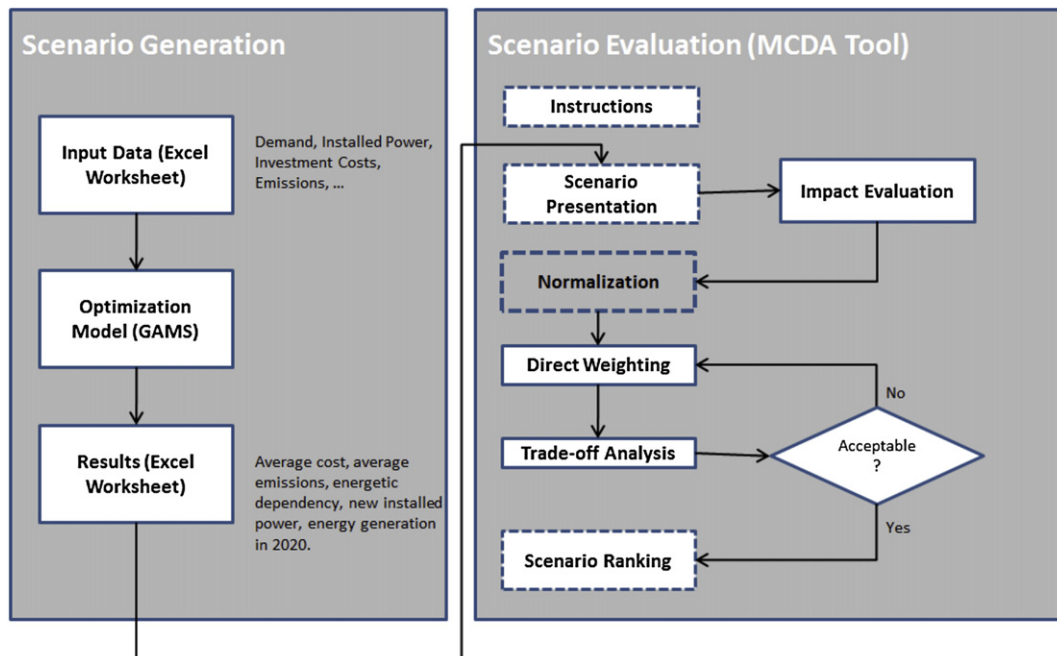 Scenario Generation
Input Data (Excel
Worksheet)
Demand, Installed Power,
Investment Costs,
Emissions, ...
Optimization
Model (GAMS)
Results (Excel
Worksheet)
Average cost, average
emissions, energetic
dependency, new installed
power, energy generation
in 2020.
Scenario Evaluation (MCDA Tool)
Instructions
Scenario
Presentation
Impact Evaluation
Normalization
Direct Weighting
No
Trade-off Analysis
Acceptable
?
Yes
Scenario Ranking